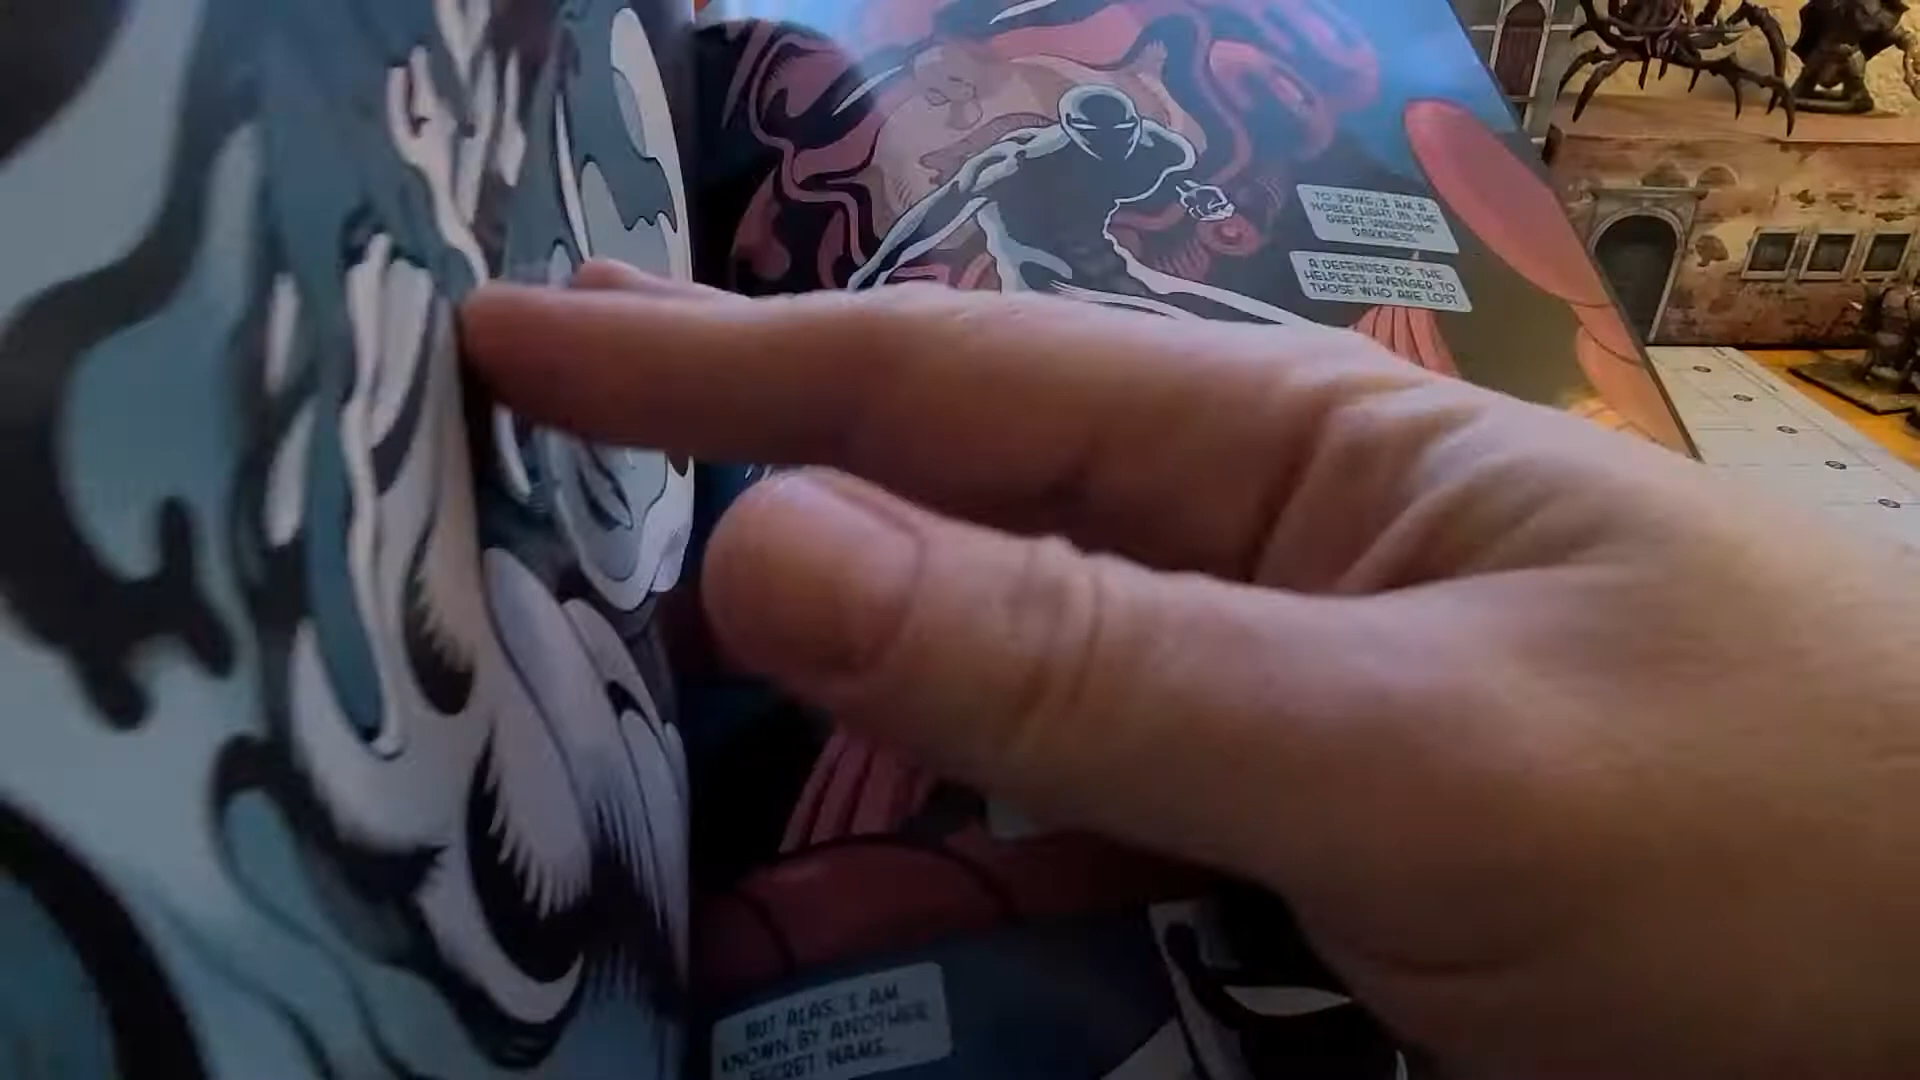 TO SOME, I AM A
NOBLE LIGHT IN THE
GREAT UNENDING
DARKNESS.
A DEFENDER OF THE
HELPLESS, AVENGER TO
THOSE WHO ARE LOST
BUT ALAS, I AM
KNOWN BY ANOTHER
SECRET NAME...